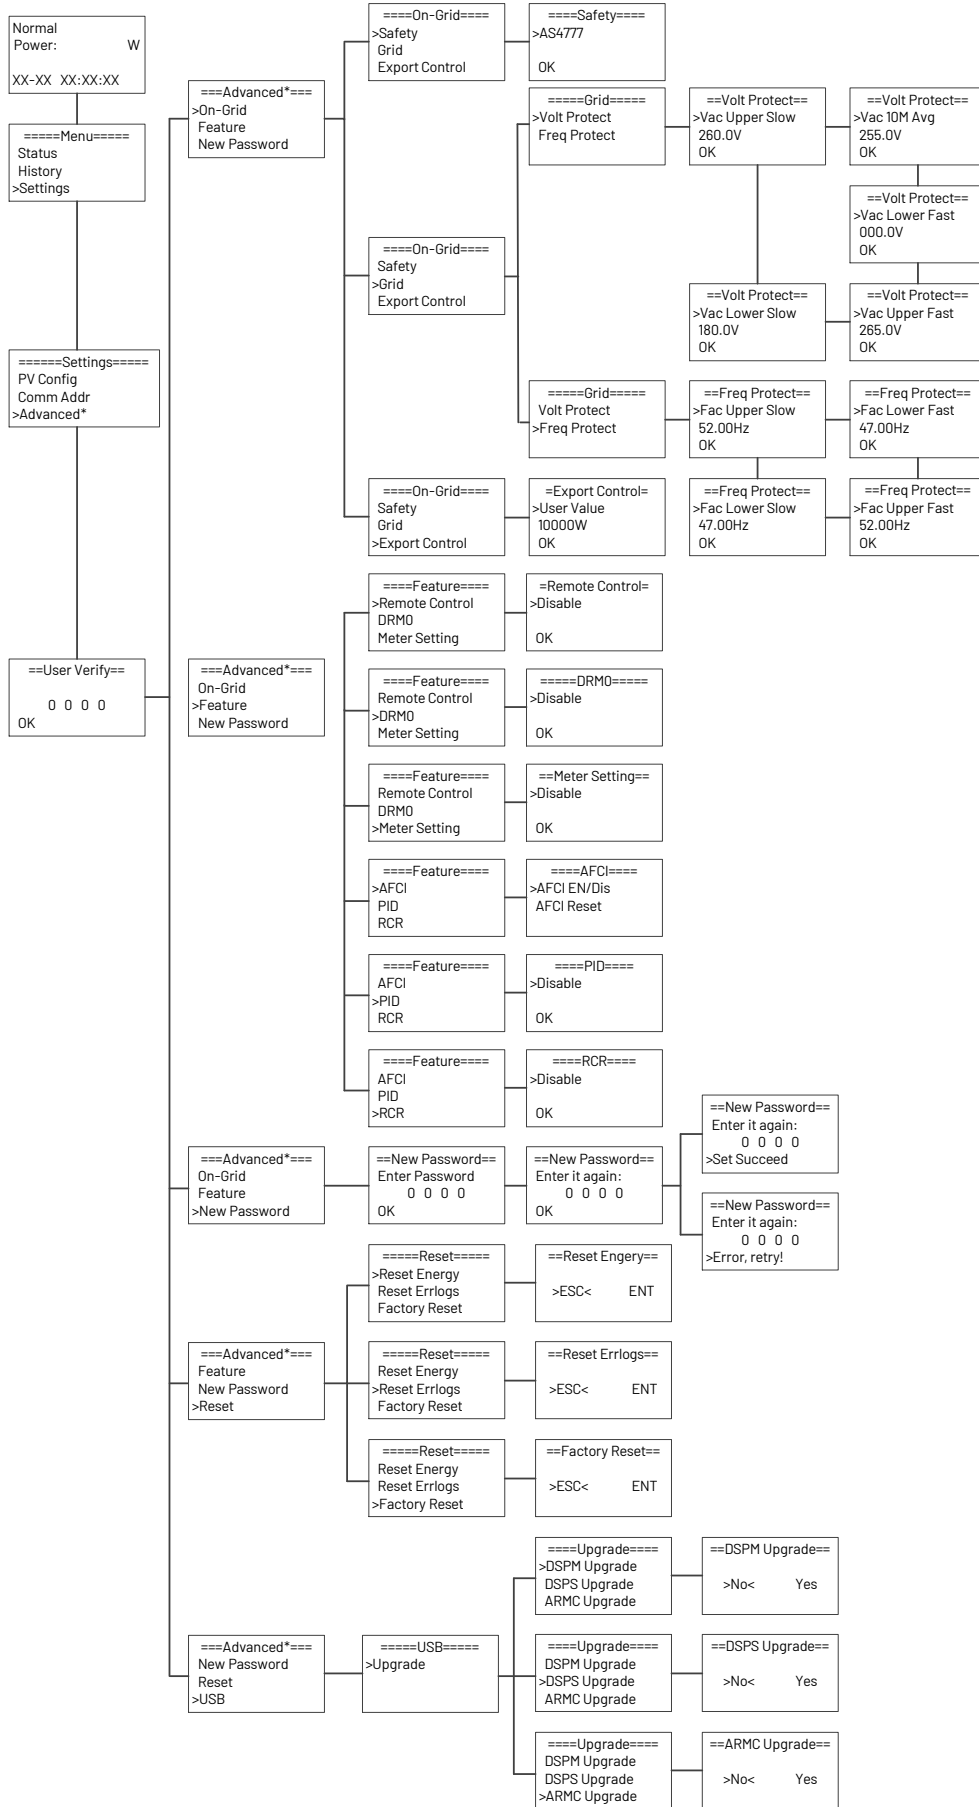 Normal
Power: W
XX-XX XX:XX:XX
=====Menu=====
Status
History
>Settings
======Settings=====
PV Config
Comm Addr
>Advanced*
==User Verify==
0 0 0 0
OK
===Advanced*===
>On-Grid
Feature
New Password
====On-Grid====
>Safety
Grid
Export Control
====Safety====
>AS4777
OK
====On-Grid====
Safety
>Grid
Export Control
=====Grid=====
>Volt Protect
Freq Protect
==Volt Protect==
>Vac Upper Slow
260.0V
OK
==Volt Protect==
>Vac 10M Avg
255.0V
OK
==Volt Protect==
>Vac Lower Fast
000.0V
OK
==Volt Protect==
>Vac Lower Slow
180.0V
OK
==Volt Protect==
>Vac Upper Fast
265.0V
OK
=====Grid=====
Volt Protect
>Freq Protect
==Freq Protect==
>Fac Upper Slow
52.00Hz
OK
==Freq Protect==
>Fac Lower Fast
47.00Hz
OK
==Freq Protect==
>Fac Lower Slow
47.00Hz
OK
==Freq Protect==
>Fac Upper Fast
52.00Hz
OK
====On-Grid====
Safety
Grid
>Export Control
=Export Control=
>User Value
10000W
OK
===Advanced*===
On-Grid
>Feature
New Password
====Feature====
>Remote Control
DRM0
Meter Setting
=Remote Control=
>Disable
OK
====Feature====
Remote Control
>DRM0
Meter Setting
=====DRM0=====
>Disable
OK
====Feature====
Remote Control
DRM0
>Meter Setting
==Meter Setting==
>Disable
OK
====Feature====
>AFCI
PID
RCR
====AFCI====
>AFCI EN/Dis
AFCI Reset
====Feature====
AFCI
>PID
RCR
====PID====
>Disable
OK
====Feature====
AFCI
PID
>RCR
====RCR====
>Disable
OK
===Advanced*===
On-Grid
Feature
>New Password
==New Password==
Enter Password
0 0 0 0
OK
==New Password==
Enter it again:
0 0 0 0
OK
==New Password==
Enter it again:
0 0 0 0
>Set Succeed
==New Password==
Enter it again:
0 0 0 0
>Error, retry!
===Advanced*===
Feature
New Password
>Reset
=====Reset=====
>Reset Energy
Reset Errlogs
Factory Reset
==Reset Engery==
>ESC< ENT
=====Reset=====
Reset Energy
>Reset Errlogs
Factory Reset
==Reset Errlogs==
>ESC< ENT
=====Reset=====
Reset Energy
Reset Errlogs
>Factory Reset
==Factory Reset==
>ESC< ENT
===Advanced*===
New Password
Reset
>USB
=====USB=====
>Upgrade
====Upgrade====
>DSPM Upgrade
DSPS Upgrade
ARMC Upgrade
==DSPM Upgrade==
>No< Yes
====Upgrade====
DSPM Upgrade
>DSPS Upgrade
ARMC Upgrade
==DSPS Upgrade==
>No< Yes
====Upgrade====
DSPM Upgrade
DSPS Upgrade
>ARMC Upgrade
==ARMC Upgrade==
>No< Yes